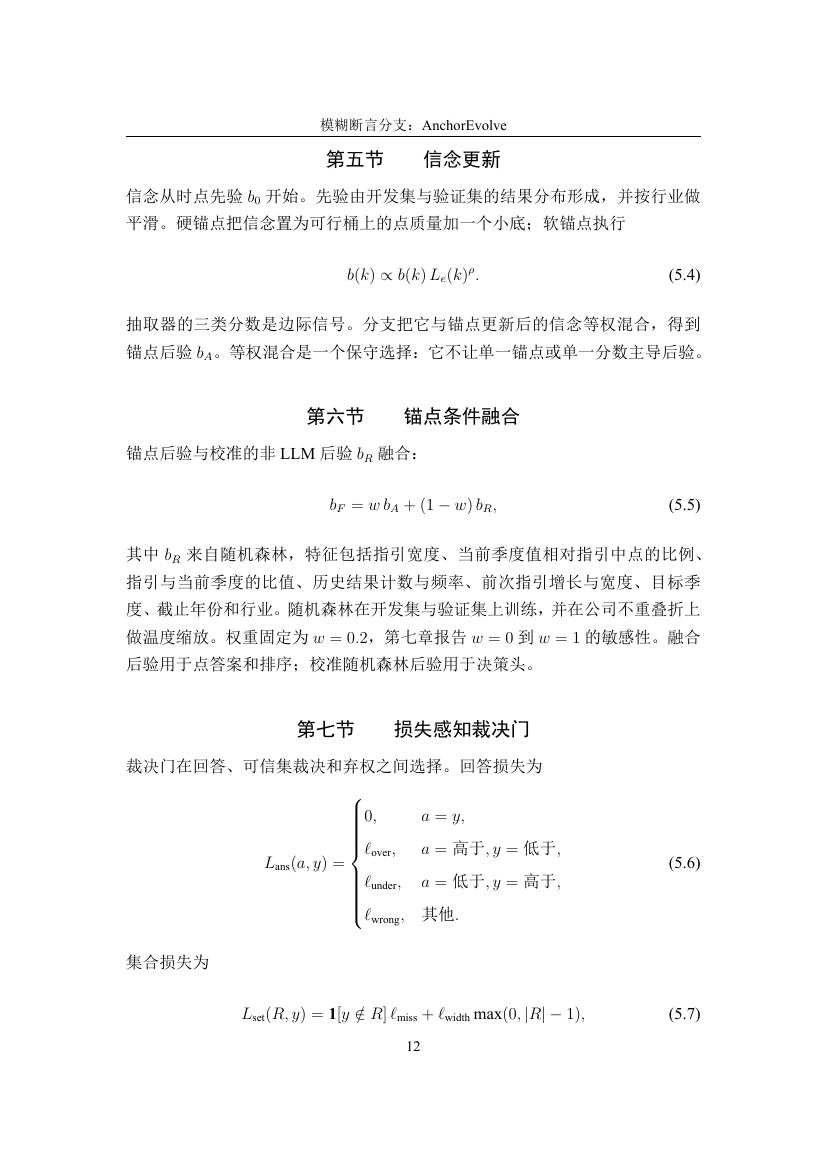 模糊断言分支：AnchorEvolve
第五节 信念更新
信念从时点先验 b₀ 开始。先验由开发集与验证集的结果分布形成，并按行业做
平滑。硬锚点把信念置为可行桶上的点质量加一个小底；软锚点执行
b(k) ∝ b(k) Lₑ(k)^ρ. (5.4)
抽取器的三类分数是边际信号。分支把它与锚点更新后的信念等权混合，得到
锚点后验 b_A。等权混合是一个保守选择：它不让单一锚点或单一分数主导后验。
第六节 锚点条件融合
锚点后验与校准的非 LLM 后验 b_R 融合：
b_F = w b_A + (1 − w) b_R, (5.5)
其中 b_R 来自随机森林，特征包括指引宽度、当前季度值相对指引中点的比例、
指引与当前季度的比值、历史结果计数与频率、前次指引增长与宽度、目标季
度、截止年份和行业。随机森林在开发集与验证集上训练，并在公司不重叠折上
做温度缩放。权重固定为 w = 0.2，第七章报告 w = 0 到 w = 1 的敏感性。融合
后验用于点答案和排序；校准随机森林后验用于决策头。
第七节 损失感知裁决门
裁决门在回答、可信集裁决和弃权之间选择。回答损失为
L_ans(a, y) = {
0, a = y,
ℓ_over, a = 高于, y = 低于,
ℓ_under, a = 低于, y = 高于,
ℓ_wrong, 其他.
(5.6)
集合损失为
L_set(R, y) = 1[y ∉ R] ℓ_miss + ℓ_width max(0, |R| − 1), (5.7)
12